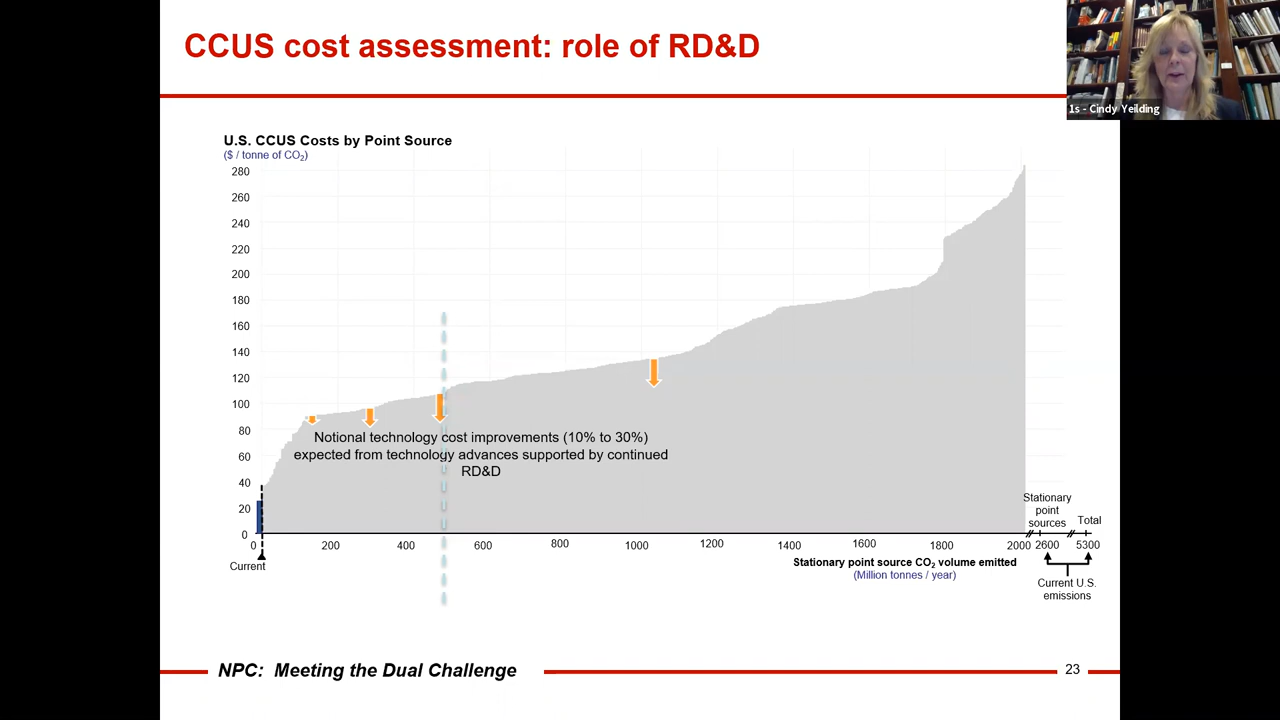 CCUS cost assessment: role of RD&D
1s - Cindy Yeilding
U.S. CCUS Costs by Point Source
($ / tonne of CO2)
280
260
240
220
200
180
160
140
120
100
80
60
40
20
0
Notional technology cost improvements (10% to 30%)
expected from technology advances supported by continued
RD&D
Stationary
point
sources
Total
0 200 400 600 800 1000 1200 1400 1600 1800 2000 2600 5300
Current
Stationary point source CO2 volume emitted
(Million tonnes / year)
Current U.S.
emissions
NPC: Meeting the Dual Challenge
23